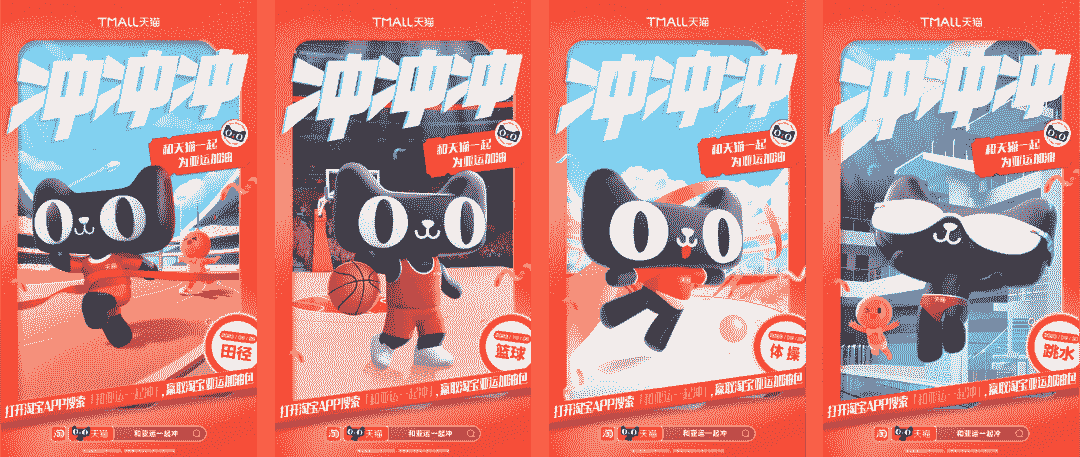 TMALL天猫
冲冲冲
和天猫一起
为亚运加油
天猫
田径
打开淘宝APP搜索「和亚运一起冲」,赢取淘宝亚运加油包
天猫
和亚运一起冲
TMALL天猫
冲冲冲
和天猫一起
为亚运加油
篮球
打开淘宝APP搜索「和亚运一起冲」,赢取淘宝亚运加油包
天猫
和亚运一起冲
TMALL天猫
冲冲冲
和天猫一起
为亚运加油
体操
打开淘宝APP搜索「和亚运一起冲」,赢取淘宝亚运加油包
天猫
和亚运一起冲
TMALL天猫
冲冲冲
和天猫一起
为亚运加油
天猫
跳水
打开淘宝APP搜索「和亚运一起冲」,赢取淘宝亚运加油包
天猫
和亚运一起冲